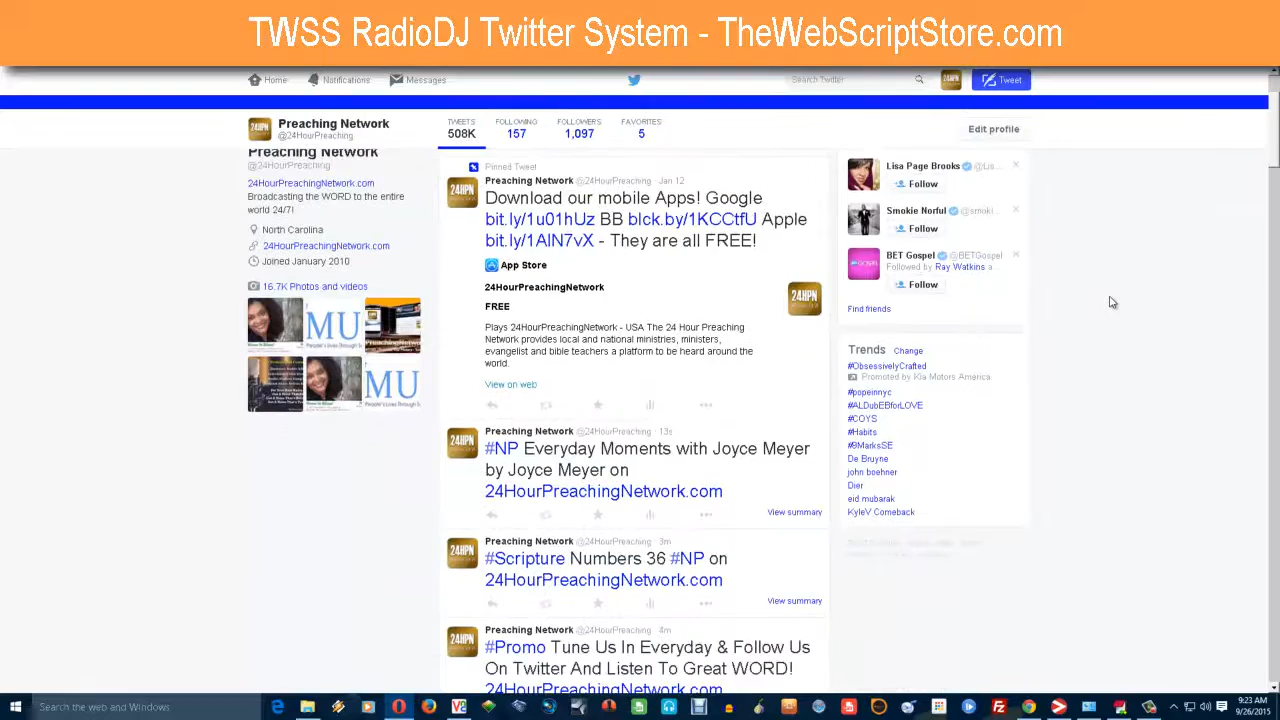 TWSS RadioDJ Twitter System - TheWebScriptStore.com
Home Notifications Messages Search Twitter Tweet
Preaching Network
@24HourPreaching
TWEETS 508K
FOLLOWING 157
FOLLOWERS 1,097
FAVORITES 5
Edit profile
Preaching Network
@24HourPreaching
24HourPreachingNetwork.com
Broadcasting the WORD to the entire
world 24/7!
North Carolina
24HourPreachingNetwork.com
Joined January 2010
16.7K Photos and videos
MU
MU
Pinned Tweet
24HPN
Preaching Network @24HourPreaching · Jan 12
Download our mobile Apps! Google
bit.ly/1u01hUz BB blck.by/1KCCtfU Apple
bit.ly/1AIN7vX - They are all FREE!
App Store
24HourPreachingNetwork
FREE
24HPN
Plays 24HourPreachingNetwork - USA The 24 Hour Preaching
Network provides local and national ministries, ministers,
evangelist and bible teachers a platform to be heard around the
world.
View on web
24HPN
Preaching Network @24HourPreaching · 13s
#NP Everyday Moments with Joyce Meyer
by Joyce Meyer on
24HourPreachingNetwork.com
View summary
24HPN
Preaching Network @24HourPreaching · 3m
#Scripture Numbers 36 #NP on
24HourPreachingNetwork.com
View summary
24HPN
Preaching Network @24HourPreaching · 4m
#Promo Tune Us In Everyday & Follow Us
On Twitter And Listen To Great WORD!
24HourPreachingNetwork.com
Lisa Page Brooks @Lis...
Follow
Smokie Norful @smoki...
Follow
BET Gospel @BETGospel
Followed by Ray Watkins a...
Follow
Find friends
Trends Change
#ObsessivelyCrafted
Promoted by Kia Motors America
#popeinnyc
#ALDubEBforLOVE
#COYS
#Habits
#9MarksSE
De Bruyne
john boehner
Dier
eid mubarak
KyleV Comeback
Search the web and Windows
9:23 AM
9/26/2015